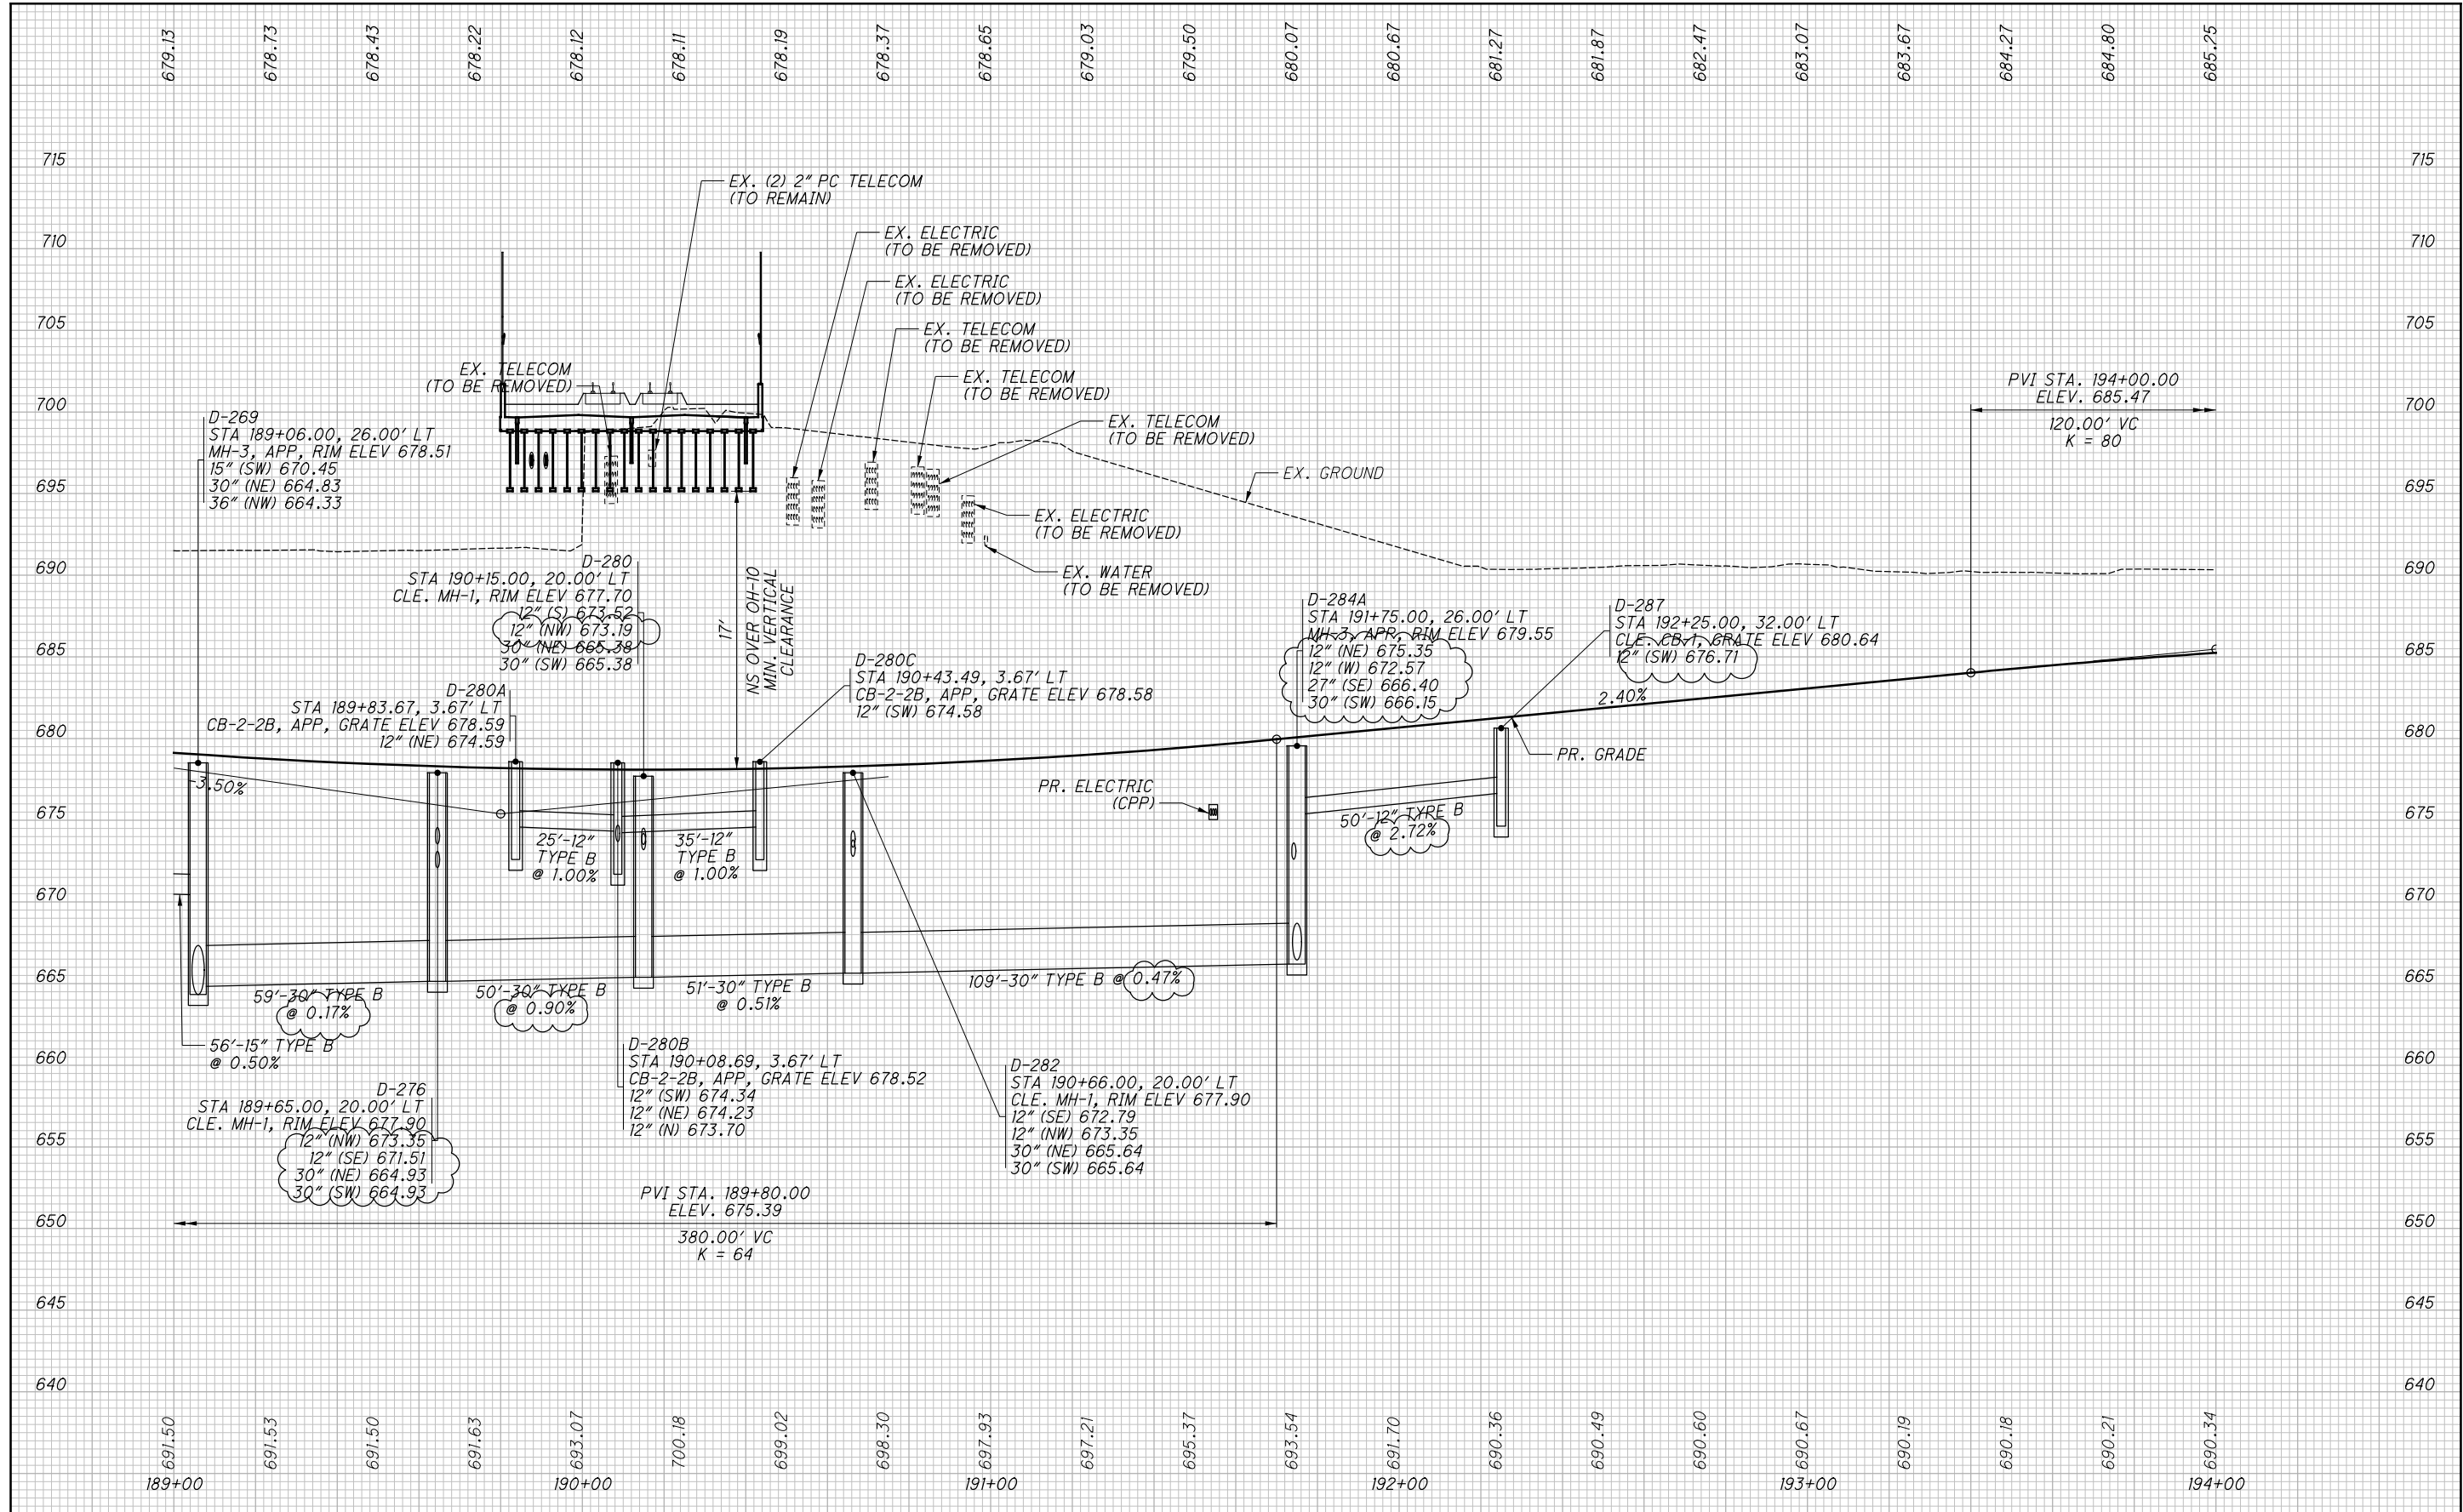 679.13 678.73 678.43 678.22 678.12 678.11 678.19 678.37 678.65 679.03 679.50 680.07 680.67 681.27 681.87 682.47 683.07 683.67 684.27 684.80 685.25
715 715
710 710
705 705
700 700
695 695
690 690
685 685
680 680
675 675
670 670
665 665
660 660
655 655
650 650
645 645
640 640
EX. (2) 2" PC TELECOM
(TO REMAIN)
EX. ELECTRIC
(TO BE REMOVED)
EX. ELECTRIC
(TO BE REMOVED)
EX. TELECOM
(TO BE REMOVED)
EX. TELECOM
(TO BE REMOVED)
EX. TELECOM
(TO BE REMOVED)
EX. TELECOM
(TO BE REMOVED)
EX. GROUND
EX. ELECTRIC
(TO BE REMOVED)
EX. WATER
(TO BE REMOVED)
PVI STA. 194+00.00
ELEV. 685.47
120.00' VC
K = 80
D-269
STA 189+06.00, 26.00' LT
MH-3, APP, RIM ELEV 678.51
15" (SW) 670.45
30" (NE) 664.83
36" (NW) 664.33
D-280
STA 190+15.00, 20.00' LT
CLE. MH-1, RIM ELEV 677.70
12" (S) 673.52
12" (NW) 673.19
30" (NE) 665.38
30" (SW) 665.38
17'
NS OVER OH-10
MIN. VERTICAL
CLEARANCE
D-280A
STA 189+83.67, 3.67' LT
CB-2-2B, APP, GRATE ELEV 678.59
12" (NE) 674.59
D-280C
STA 190+43.49, 3.67' LT
CB-2-2B, APP, GRATE ELEV 678.58
12" (SW) 674.58
D-284A
STA 191+75.00, 26.00' LT
MH-3, APP, RIM ELEV 679.55
12" (NE) 675.35
12" (W) 672.57
27" (SE) 666.40
30" (SW) 666.15
D-287
STA 192+25.00, 32.00' LT
CLE. CB-1, GRATE ELEV 680.64
12" (SW) 676.71
2.40%
PR. GRADE
-3.50%
PR. ELECTRIC
(CPP)
25'-12"
TYPE B
@ 1.00%
35'-12"
TYPE B
@ 1.00%
50'-12" TYPE B
@ 2.72%
59'-30" TYPE B
@ 0.17%
50'-30" TYPE B
@ 0.90%
51'-30" TYPE B
@ 0.51%
109'-30" TYPE B @ 0.47%
56'-15" TYPE B
@ 0.50%
D-276
STA 189+65.00, 20.00' LT
CLE. MH-1, RIM ELEV 677.90
12" (NW) 673.35
12" (SE) 671.51
30" (NE) 664.93
30" (SW) 664.93
D-280B
STA 190+08.69, 3.67' LT
CB-2-2B, APP, GRATE ELEV 678.52
12" (SW) 674.34
12" (NE) 674.23
12" (N) 673.70
D-282
STA 190+66.00, 20.00' LT
CLE. MH-1, RIM ELEV 677.90
12" (SE) 672.79
12" (NW) 673.35
30" (NE) 665.64
30" (SW) 665.64
PVI STA. 189+80.00
ELEV. 675.39
380.00' VC
K = 64
691.50 691.53 691.50 691.63 693.07 700.18 699.02 698.30 697.93 697.21 695.37 693.54 691.70 690.36 690.49 690.60 690.67 690.19 690.18 690.21 690.34
189+00 190+00 191+00 192+00 193+00 194+00